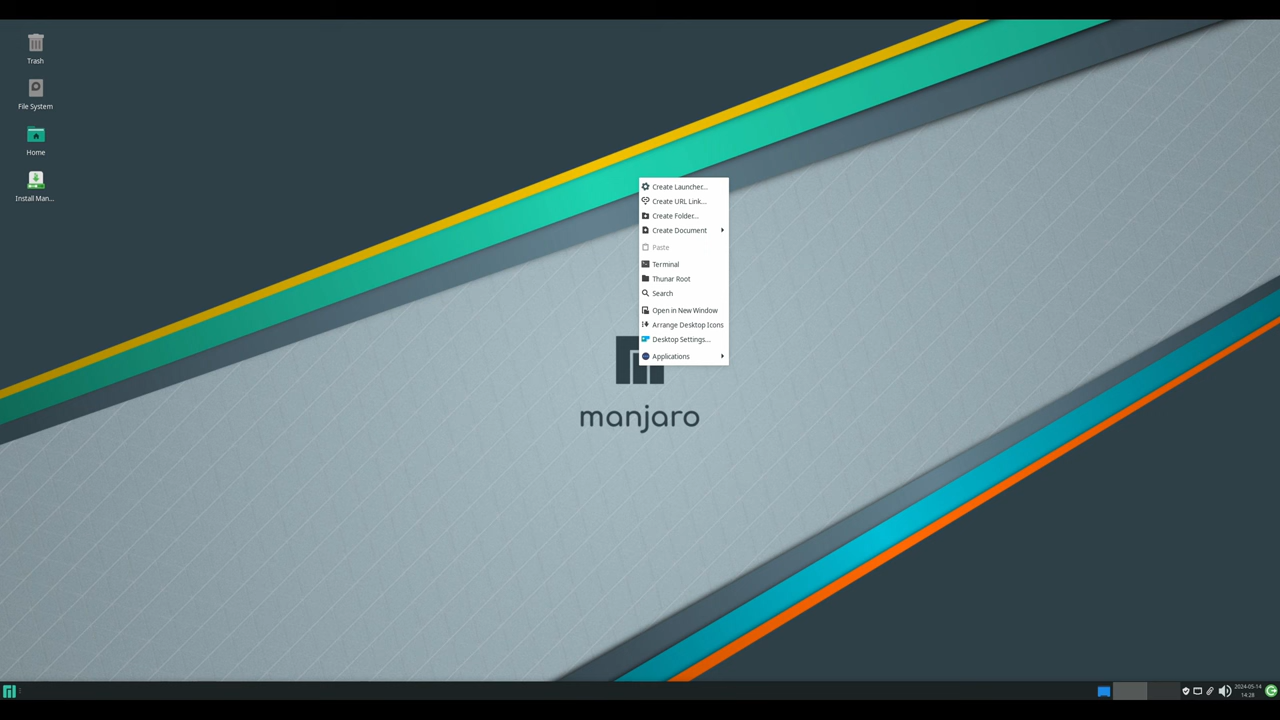 Trash
File System
Home
Install Man...
Create Launcher...
Create URL Link...
Create Folder...
Create Document
Paste
Terminal
Thunar Root
Search
Open in New Window
Arrange Desktop Icons
Desktop Settings...
Applications
manjaro
2024-05-14
14:28